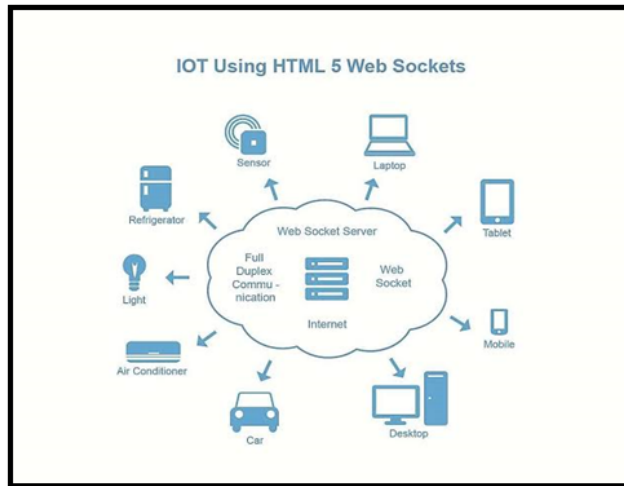 IOT Using HTML 5 Web Sockets
Sensor
Laptop
Refrigerator
Tablet
Web Socket Server
Full
Duplex
Commu -
nication
Web
Socket
Light
Internet
Mobile
Air Conditioner
Car
Desktop